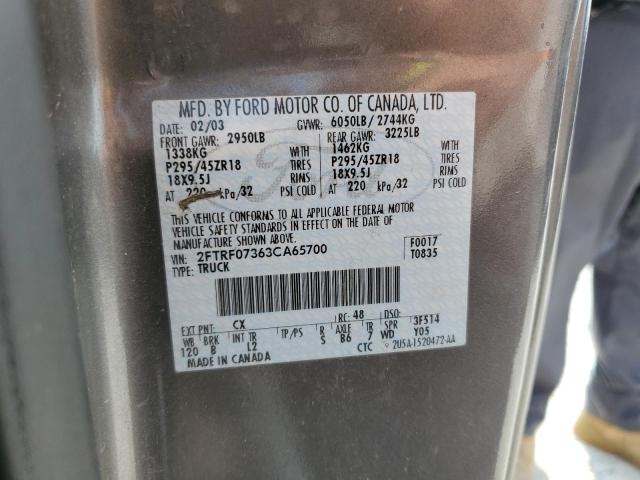 MFD. BY FORD MOTOR CO. OF CANADA, LTD.
DATE: 02/03 GVWR: 6050LB/ 2744KG
FRONT GAWR: 2950LB REAR GAWR: 3225LB
1338KG WITH 1462KG WITH
P295/45ZR18 TIRES P295/45ZR18 TIRES
18X9.5J RIMS 18X9.5J RIMS
AT 220 kPa/32 PSI COLD AT 220 kPa/32 PSI COLD
THIS VEHICLE CONFORMS TO ALL APPLICABLE FEDERAL MOTOR
VEHICLE SAFETY STANDARDS IN EFFECT ON THE DATE OF
MANUFACTURE SHOWN ABOVE.
VIN: 2FTRF07363CA65700 F0017
TYPE: TRUCK T0835
EXT PNT: CX RC: 48 DSO:
WB BRK INT TR TP/PS R AXLE TR SPR 3F514
120 B L2 S B6 7 WD Y05
MADE IN CANADA CTC 2U5A-1520472-AA
Ford